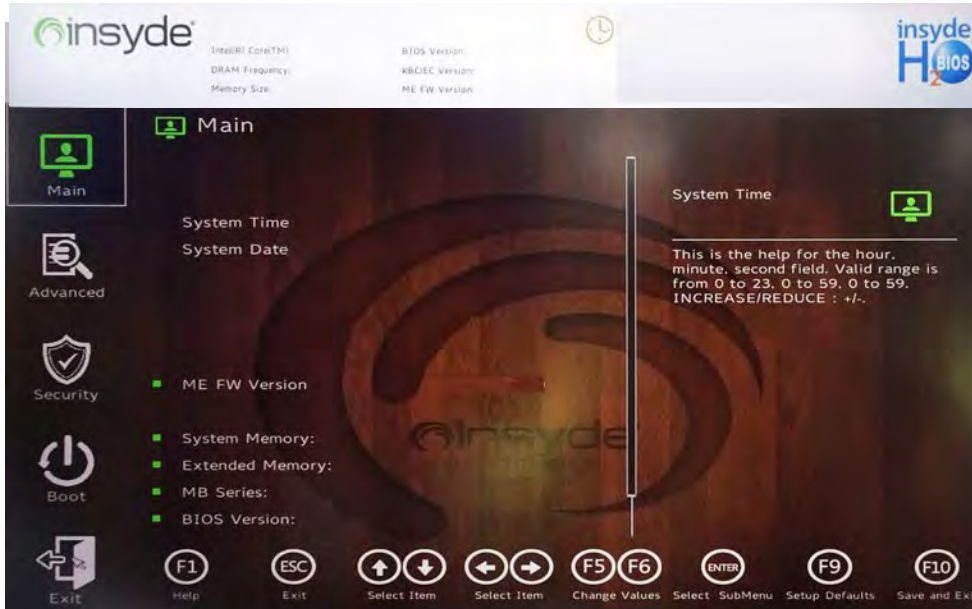 insyde
Intel(R) Core(TM)
DRAM Frequency:
Memory Size:
BIOS Version:
KBC/EC Version:
ME FW Version
insyde
H2O
BIOS
Main
Advanced
Security
Boot
Exit
Main
System Time
System Date
ME FW Version
System Memory:
Extended Memory:
MB Series:
BIOS Version:
insyde
System Time
This is the help for the hour,
minute, second field. Valid range is
from 0 to 23, 0 to 59, 0 to 59.
INCREASE/REDUCE : +/-.
F1
Help
ESC
Exit
Select Item
Select Item
F5 F6
Change Values
ENTER
Select SubMenu
F9
Setup Defaults
F10
Save and Ex